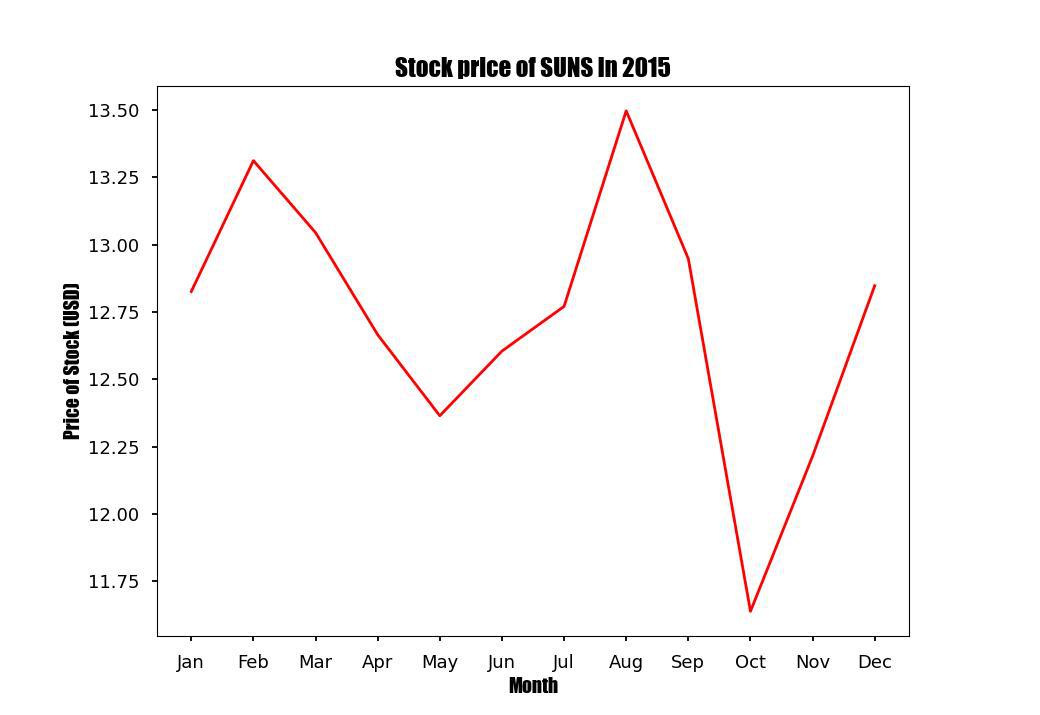 Stock price of SUNS in 2015
13.50
13.25
13.00
12.75
12.50
12.25
12.00
11.75
Price of Stock (USD)
Jan Feb Mar Apr May Jun Jul Aug Sep Oct Nov Dec
Month